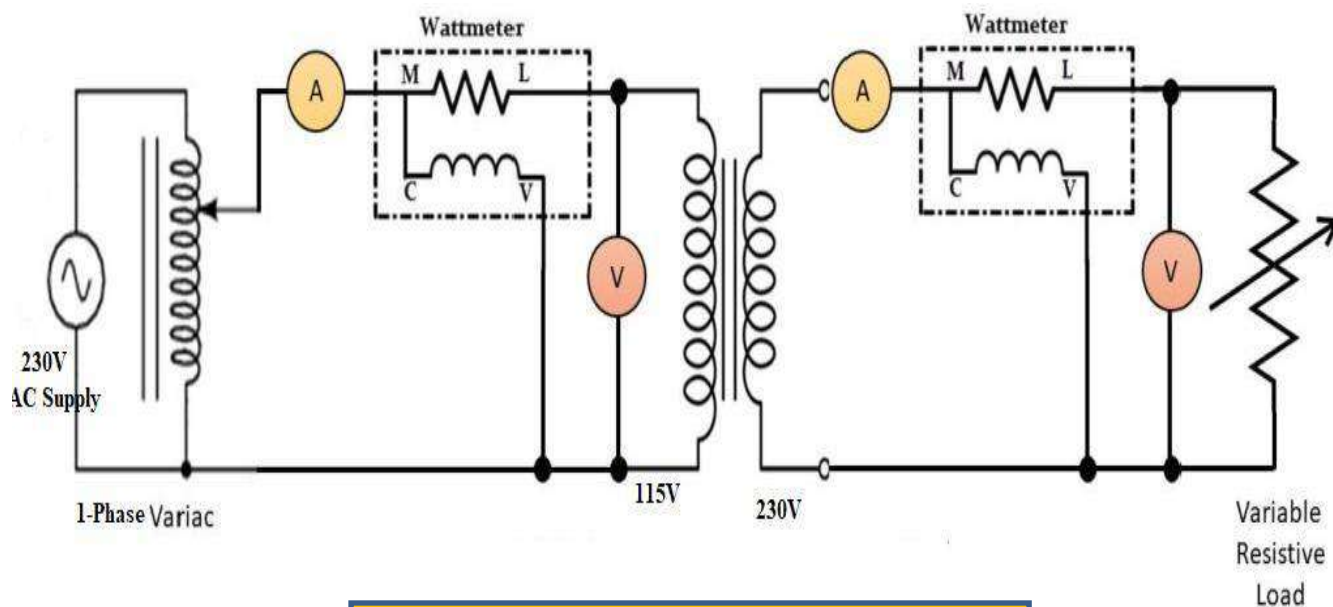 Wattmeter
Wattmeter
A
M
L
C
V
V
A
M
L
C
V
V
230V
AC Supply
1-Phase Variac
115V
230V
Variable
Resistive
Load